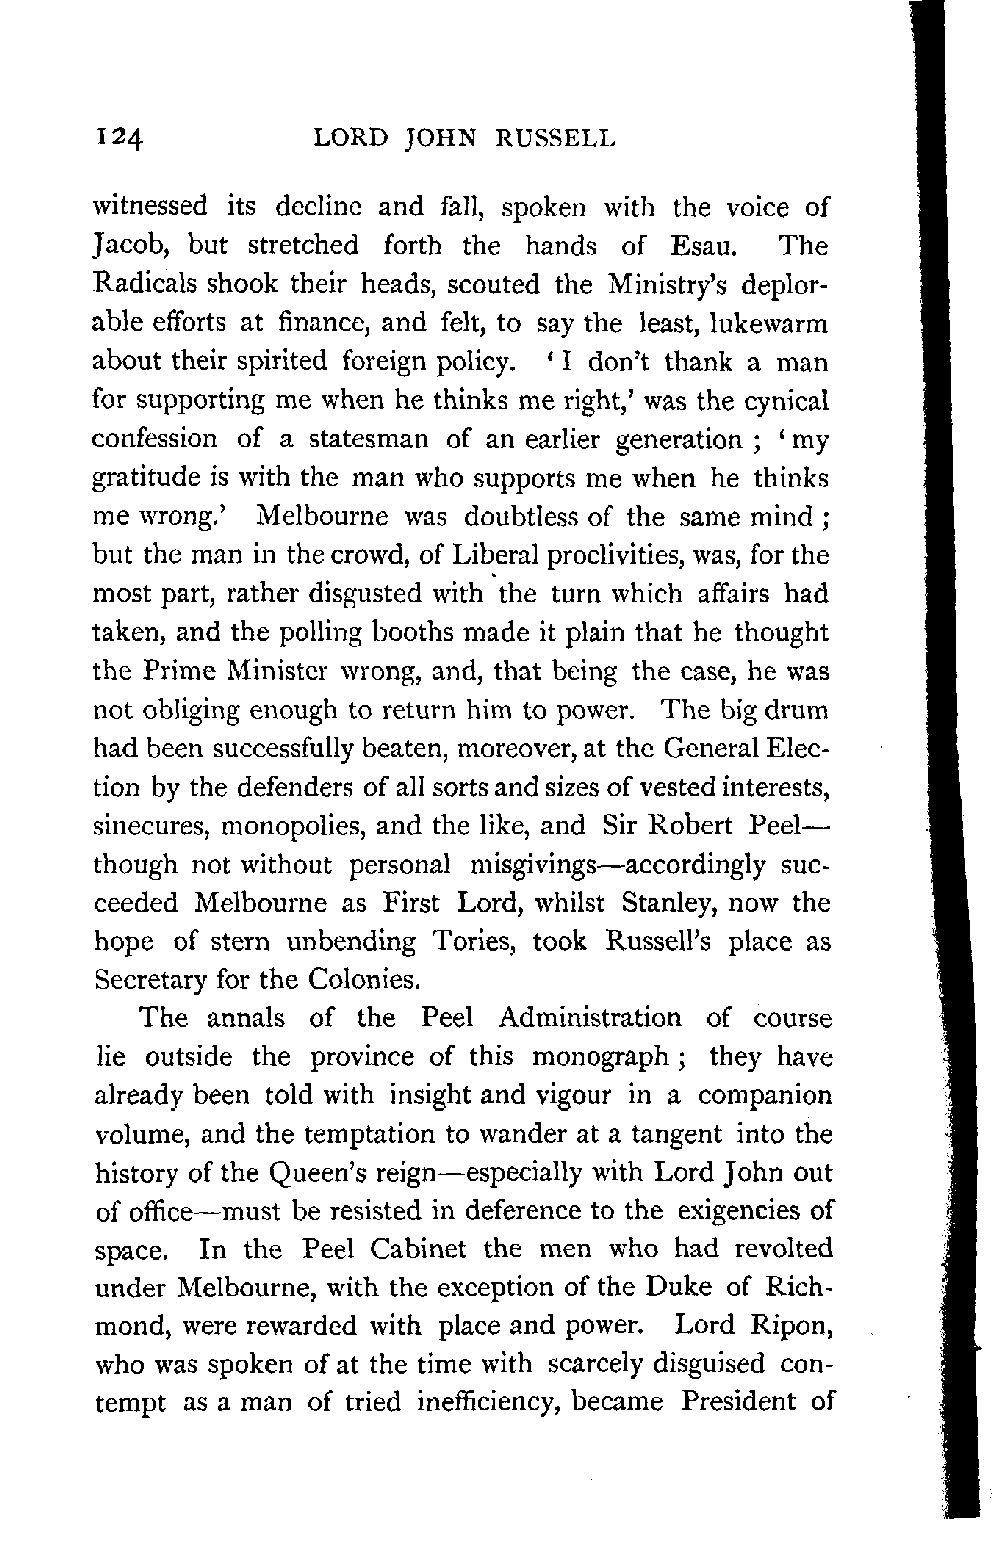 124 LORD JOHN RUSSELL
witnessed its decline and fall, spoken with the voice of
Jacob, but stretched forth the hands of Esau. The
Radicals shook their heads, scouted the Ministry's deplor-
able efforts at finance, and felt, to say the least, lukewarm
about their spirited foreign policy. ' I don't thank a man
for supporting me when he thinks me right,' was the cynical
confession of a statesman of an earlier generation ; ' my
gratitude is with the man who supports me when he thinks
me wrong.' Melbourne was doubtless of the same mind ;
but the man in the crowd, of Liberal proclivities, was, for the
most part, rather disgusted with the turn which affairs had
taken, and the polling booths made it plain that he thought
the Prime Minister wrong, and, that being the case, he was
not obliging enough to return him to power. The big drum
had been successfully beaten, moreover, at the General Elec-
tion by the defenders of all sorts and sizes of vested interests,
sinecures, monopolies, and the like, and Sir Robert Peel—
though not without personal misgivings—accordingly suc-
ceeded Melbourne as First Lord, whilst Stanley, now the
hope of stern unbending Tories, took Russell's place as
Secretary for the Colonies.
The annals of the Peel Administration of course
lie outside the province of this monograph ; they have
already been told with insight and vigour in a companion
volume, and the temptation to wander at a tangent into the
history of the Queen's reign—especially with Lord John out
of office—must be resisted in deference to the exigencies of
space. In the Peel Cabinet the men who had revolted
under Melbourne, with the exception of the Duke of Rich-
mond, were rewarded with place and power. Lord Ripon,
who was spoken of at the time with scarcely disguised con-
tempt as a man of tried inefficiency, became President of